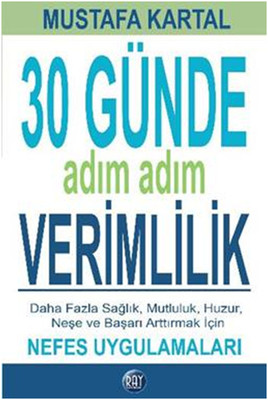 MUSTAFA KARTAL
30 GÜNDE
adım adım
VERİMLİLİK
Daha Fazla Sağlık, Mutluluk, Huzur,
Neşe ve Başarı Arttırmak İçin
NEFES UYGULAMALARI
RAY